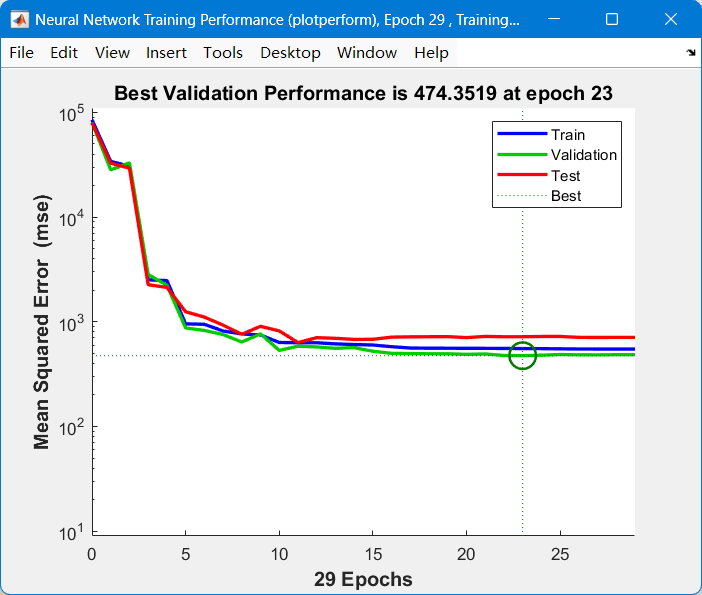 Neural Network Training Performance (plotperform), Epoch 29 , Training...
File Edit View Insert Tools Desktop Window Help
Best Validation Performance is 474.3519 at epoch 23
Mean Squared Error (mse)
10^5
10^4
10^3
10^2
10^1
Train
Validation
Test
Best
0 5 10 15 20 25
29 Epochs